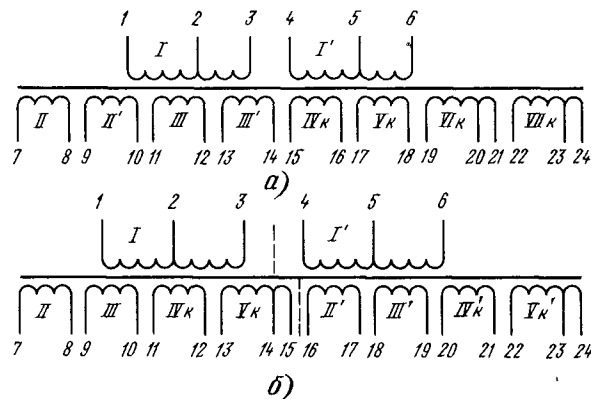 1 2 3 4 5 6
I I'
II II' III III' IVк Vк VIк VIIк
7 8 9 10 11 12 13 14 15 16 17 18 19 20 21 22 23 24
а)
1 2 3 4 5 6
I I'
II III IVк Vк II' III' IVк' Vк'
7 8 9 10 11 12 13 14 15 16 17 18 19 20 21 22 23 24
б)